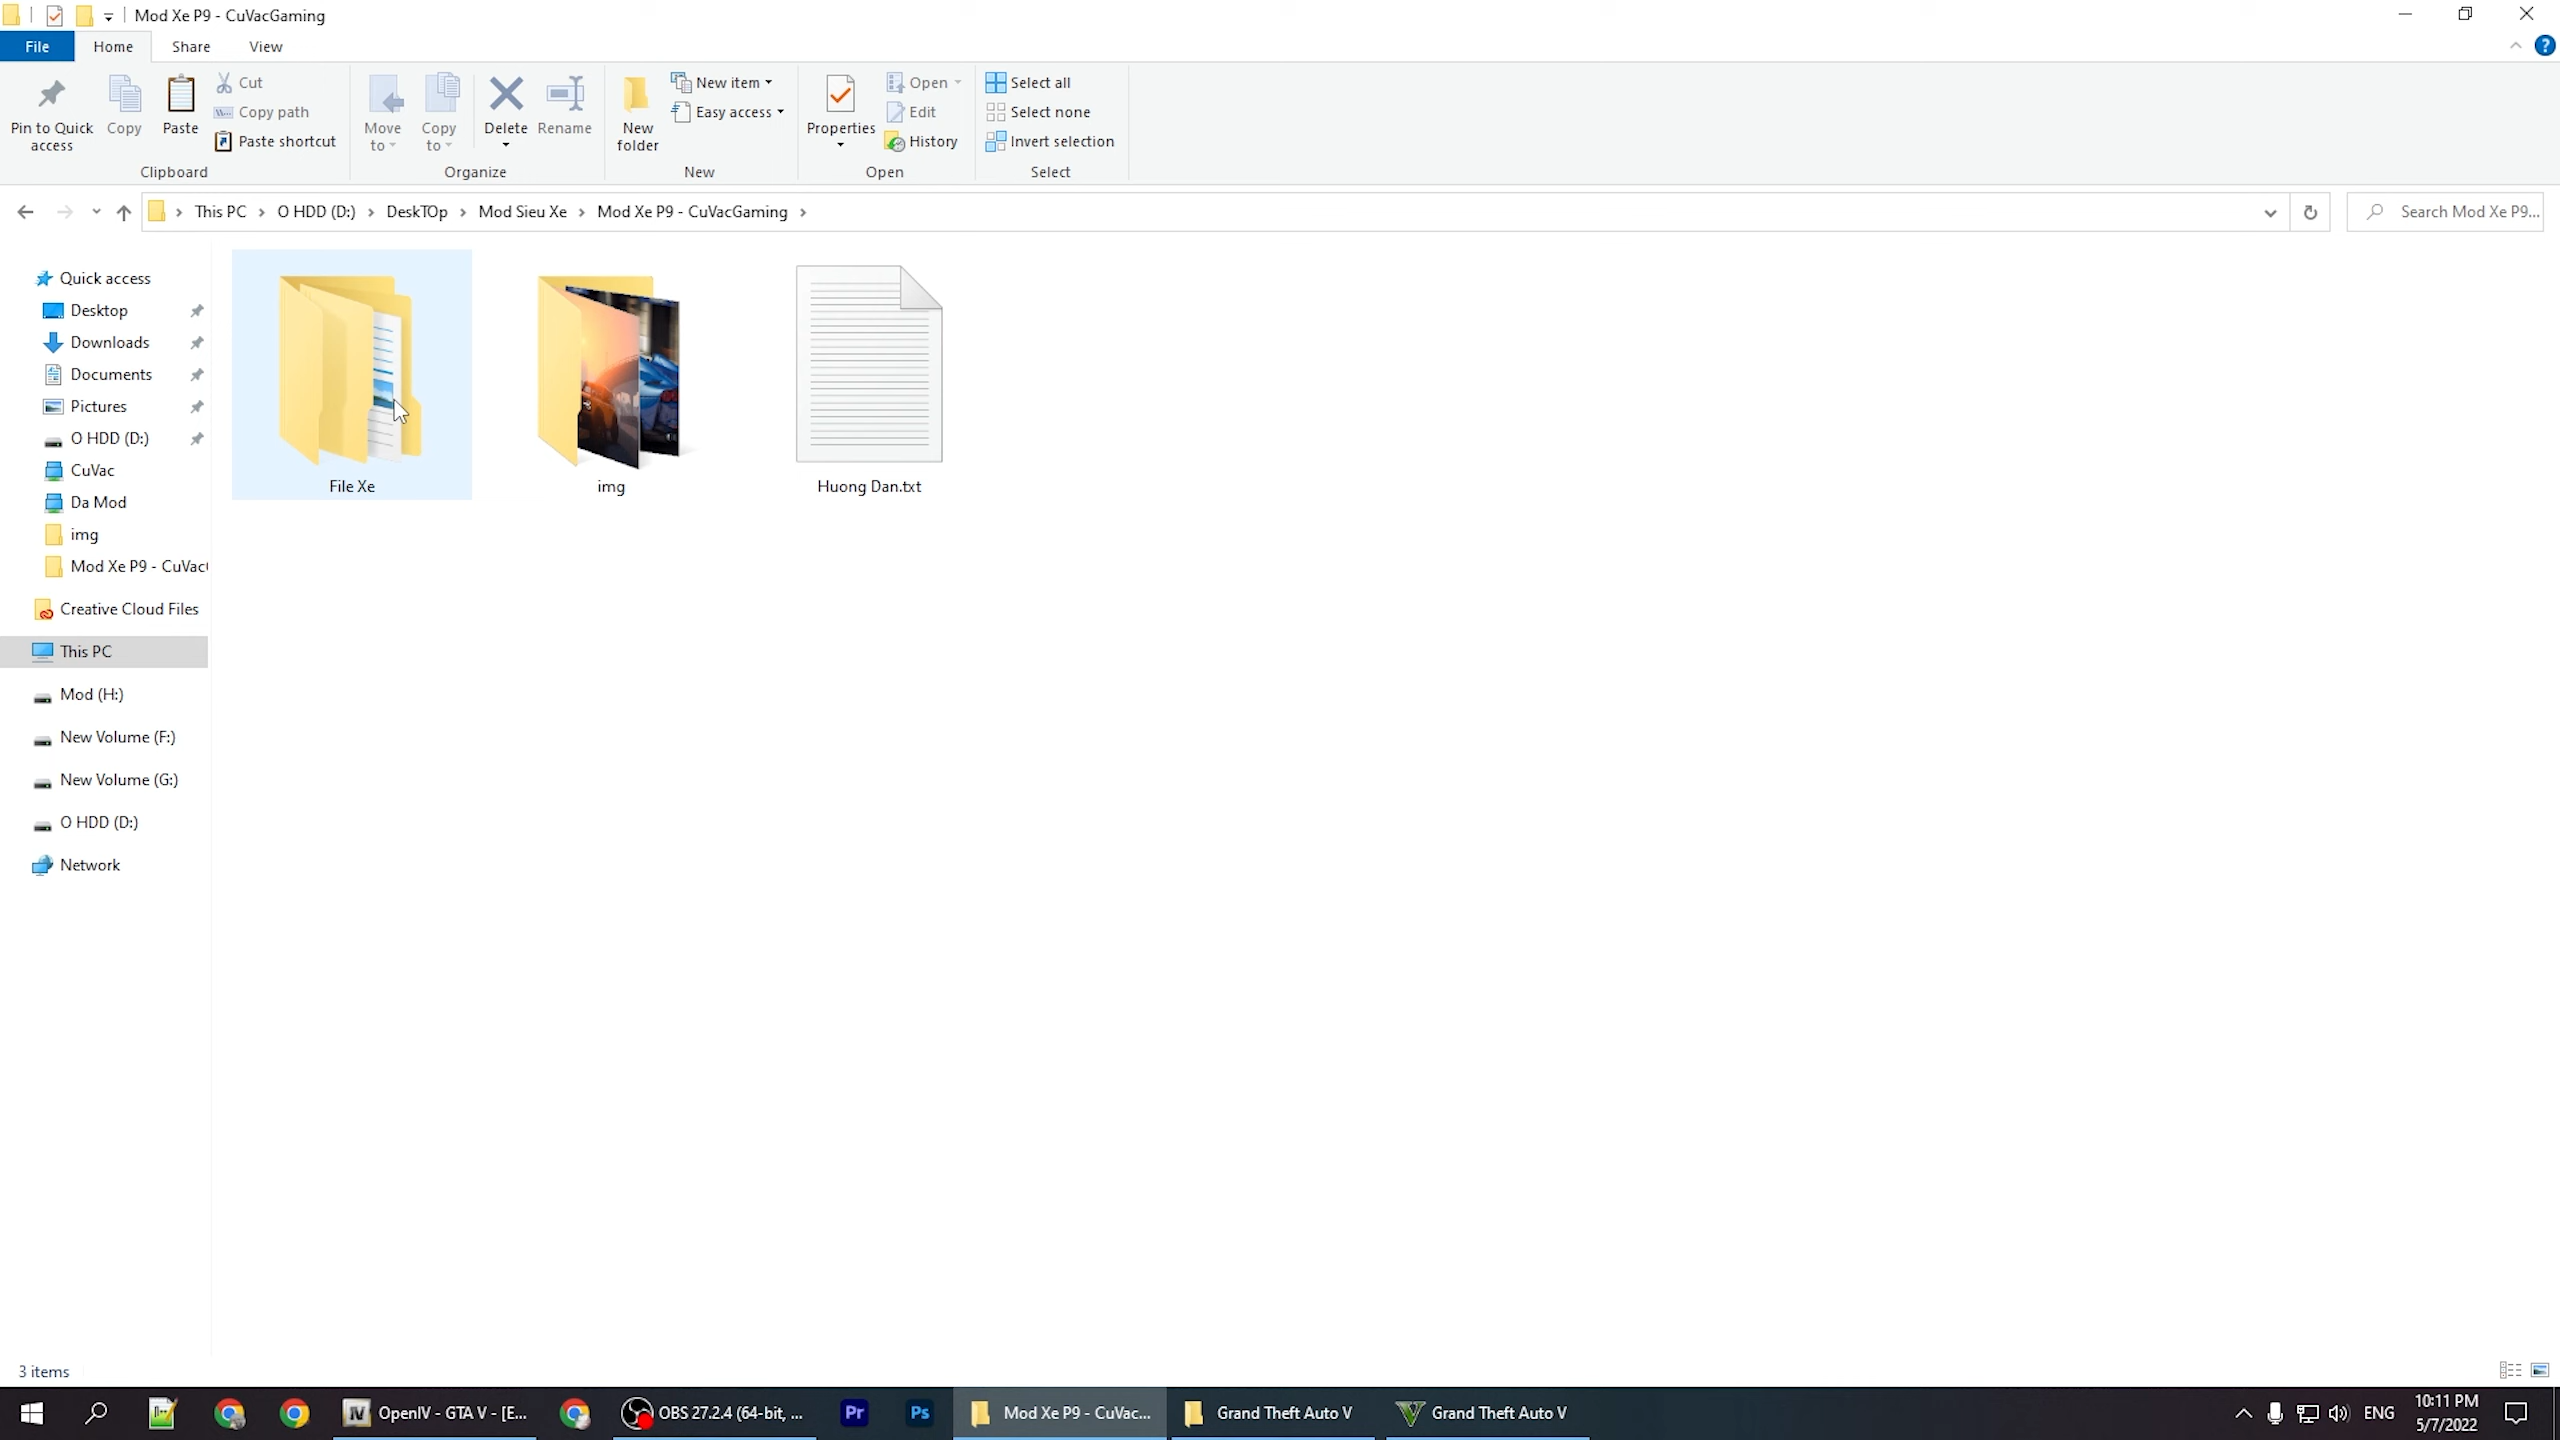 Mod Xe P9 - CuVacGaming
File
Home
Share
View
Pin to Quick access
Copy
Paste
Cut
Copy path
Paste shortcut
Clipboard
Move to
Copy to
Delete
Rename
Organize
New folder
New item
Easy access
New
Properties
Open
Edit
History
Open
Select all
Select none
Invert selection
Select
This PC
O HDD (D:)
DeskTOp
Mod Sieu Xe
Mod Xe P9 - CuVacGaming
Search Mod Xe P9...
Quick access
Desktop
Downloads
Documents
Pictures
O HDD (D:)
CuVac
Da Mod
img
Mod Xe P9 - CuVac
Creative Cloud Files
This PC
Mod (H:)
New Volume (F:)
New Volume (G:)
O HDD (D:)
Network
File Xe
img
Huong Dan.txt
3 items
OpenIV - GTA V - [E...
OBS 27.2.4 (64-bit, ...
Pr
Ps
Mod Xe P9 - CuVac...
Grand Theft Auto V
Grand Theft Auto V
ENG
10:11 PM
5/7/2022